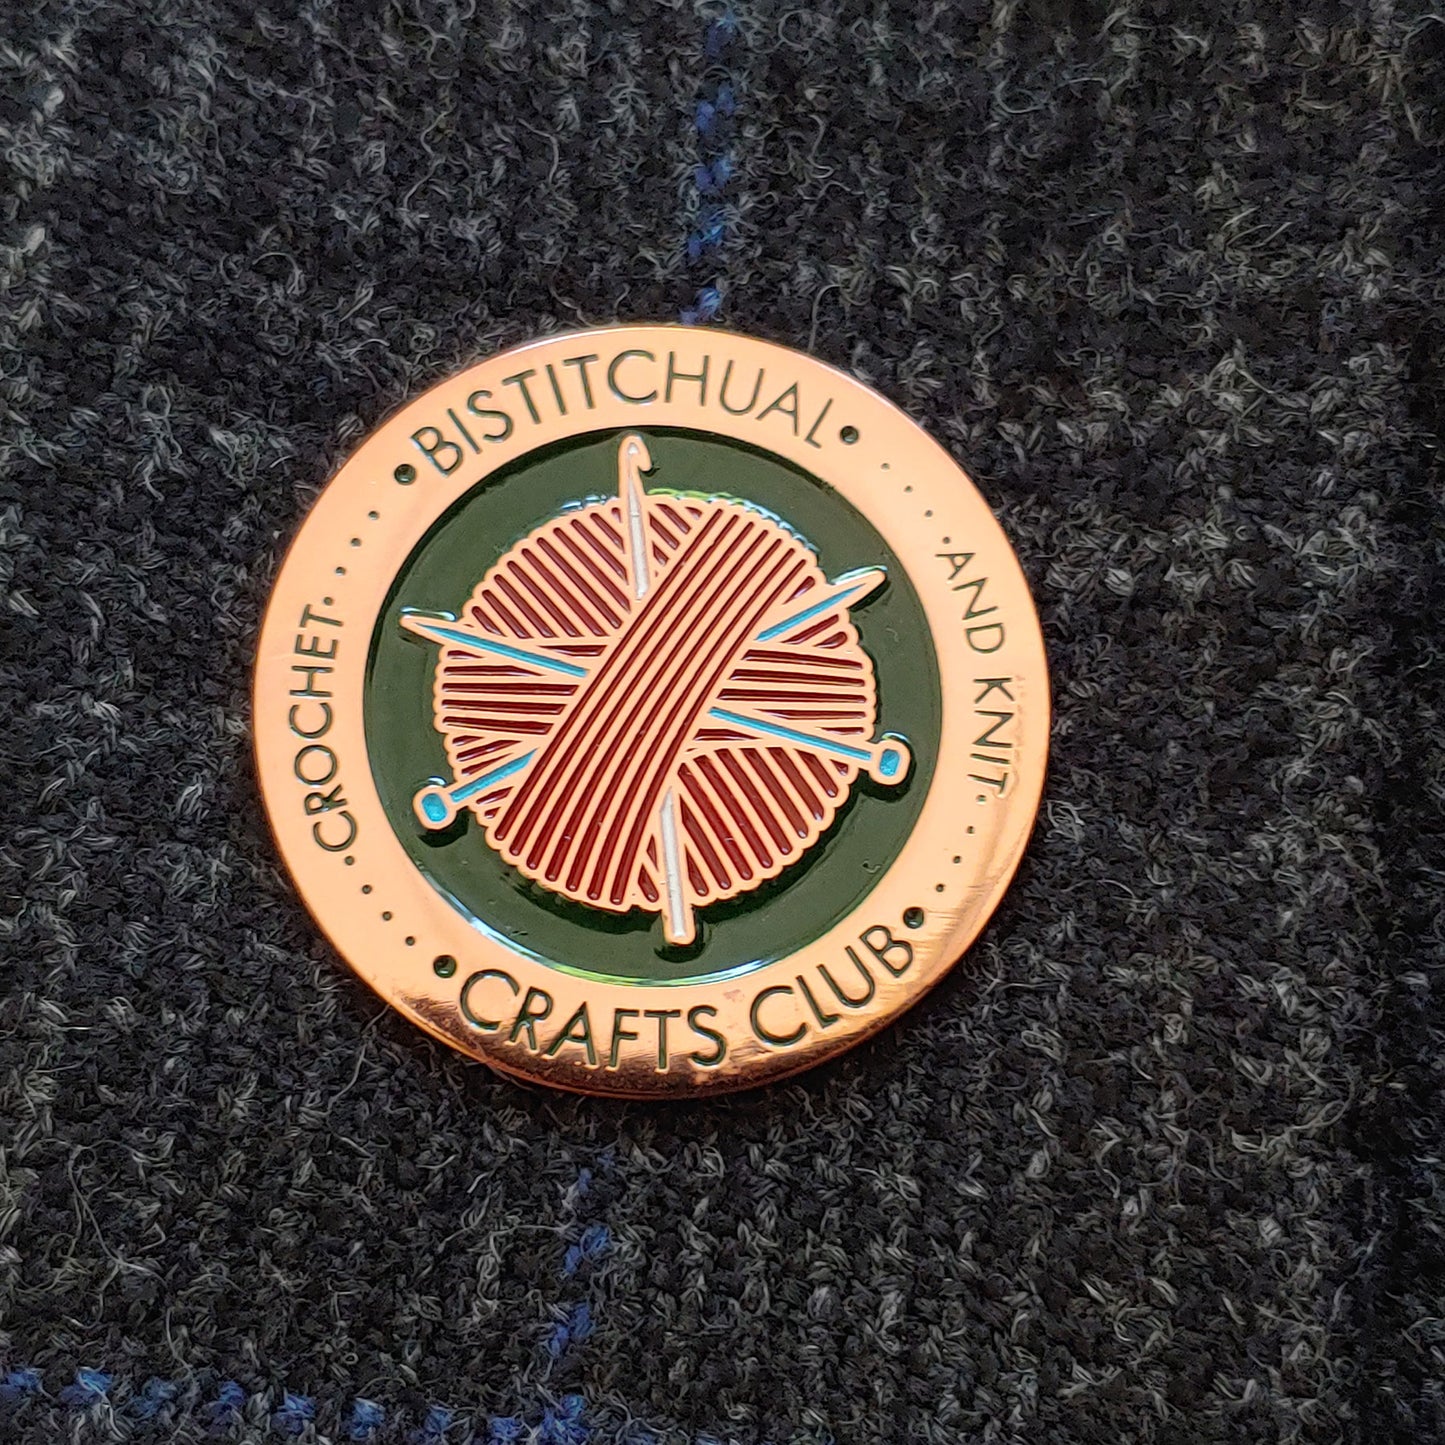 BISTITCHUAL
CROCHET
AND KNIT
CRAFTS CLUB